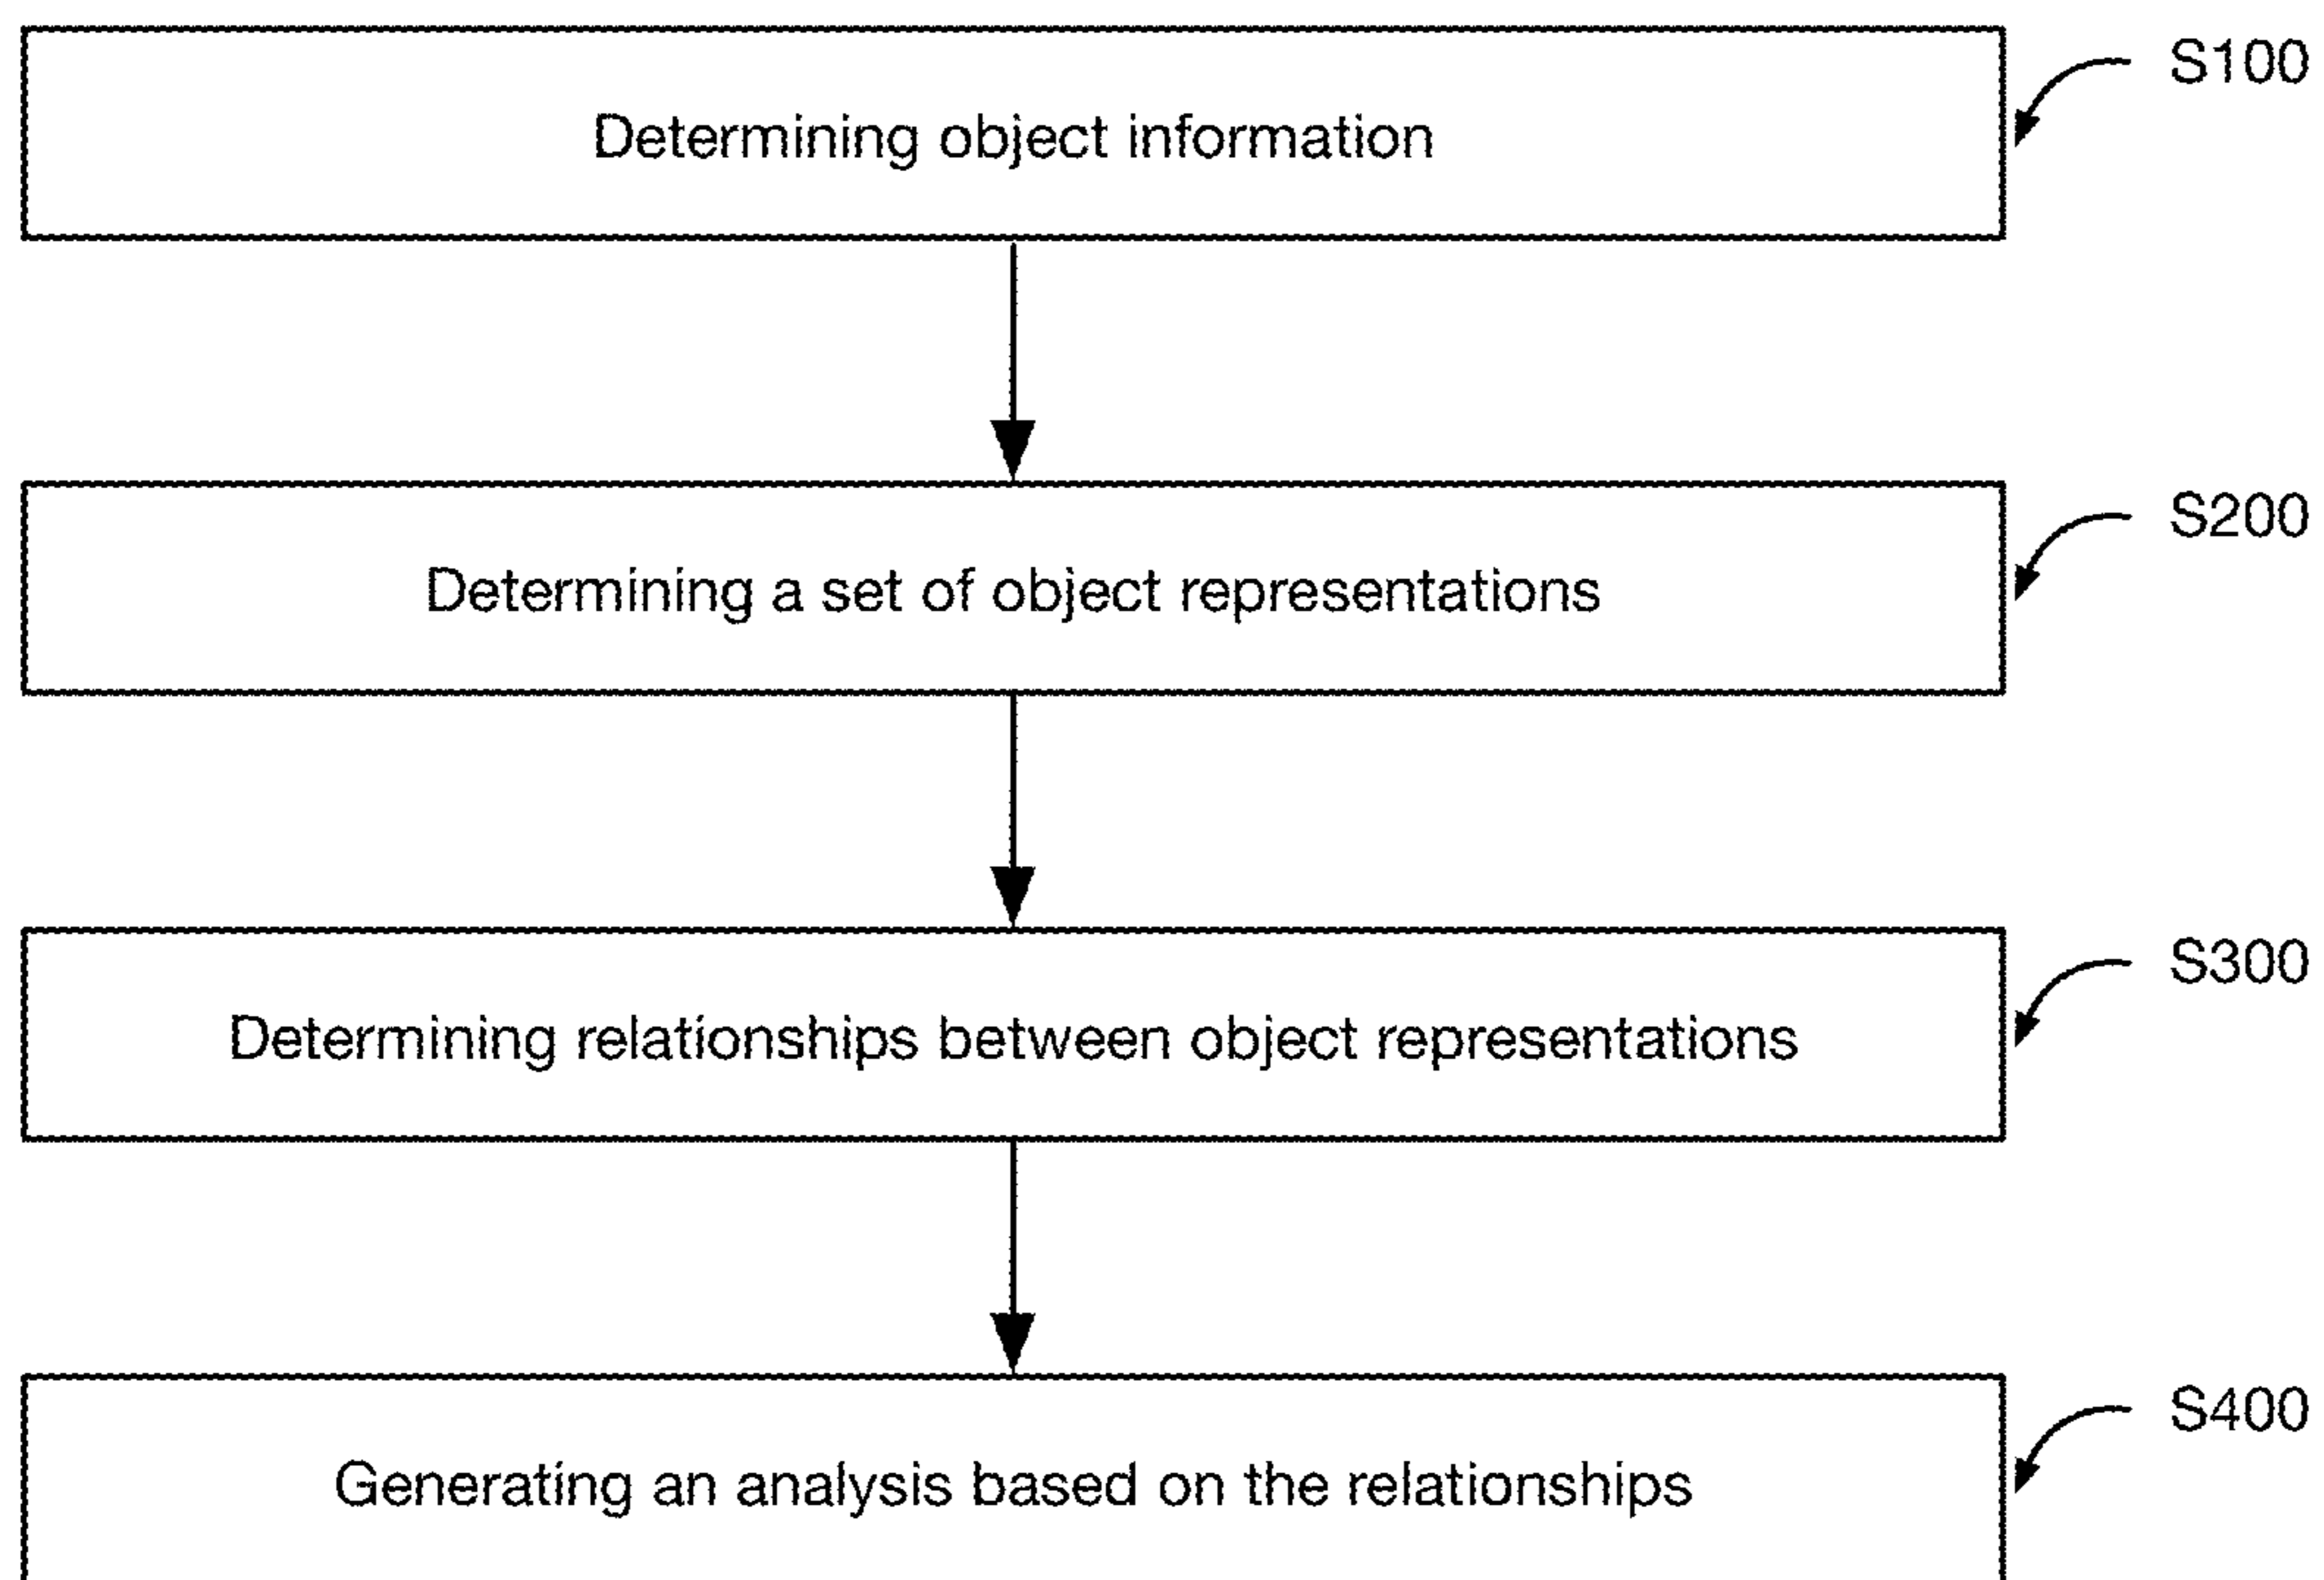 Determining object information
S100
Determining a set of object representations
S200
Determining relationships between object representations
S300
Generating an analysis based on the relationships
S400